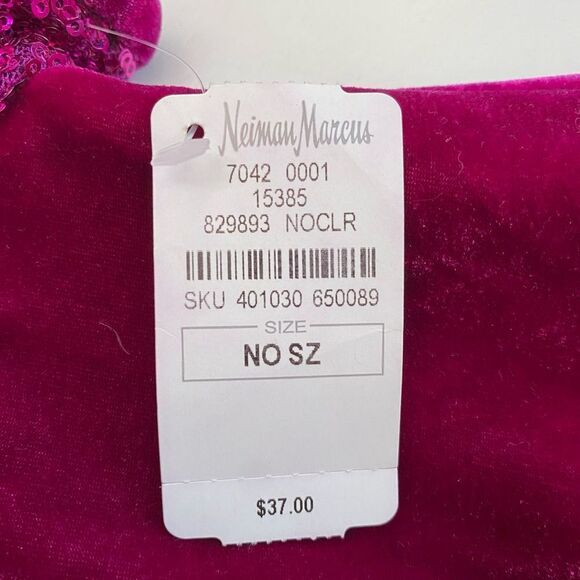 Neiman Marcus
7042 0001
15385
829893 NOCLR
SKU 401030 650089
SIZE
NO SZ
$37.00